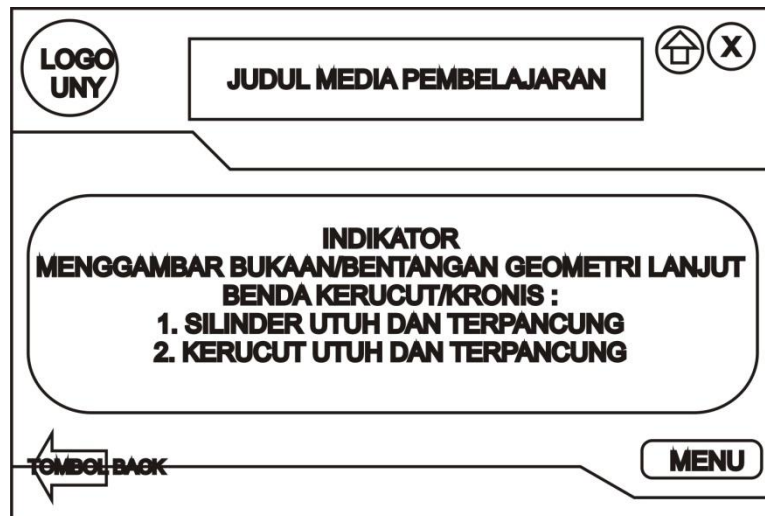 LOGO
UNY
JUDUL MEDIA PEMBELAJARAN
X
INDIKATOR
MENGGAMBAR BUKAAN/BENTANGAN GEOMETRI LANJUT
BENDA KERUCUT/KRONIS :
1. SILINDER UTUH DAN TERPANCUNG
2. KERUCUT UTUH DAN TERPANCUNG
TOMBOL BACK
MENU